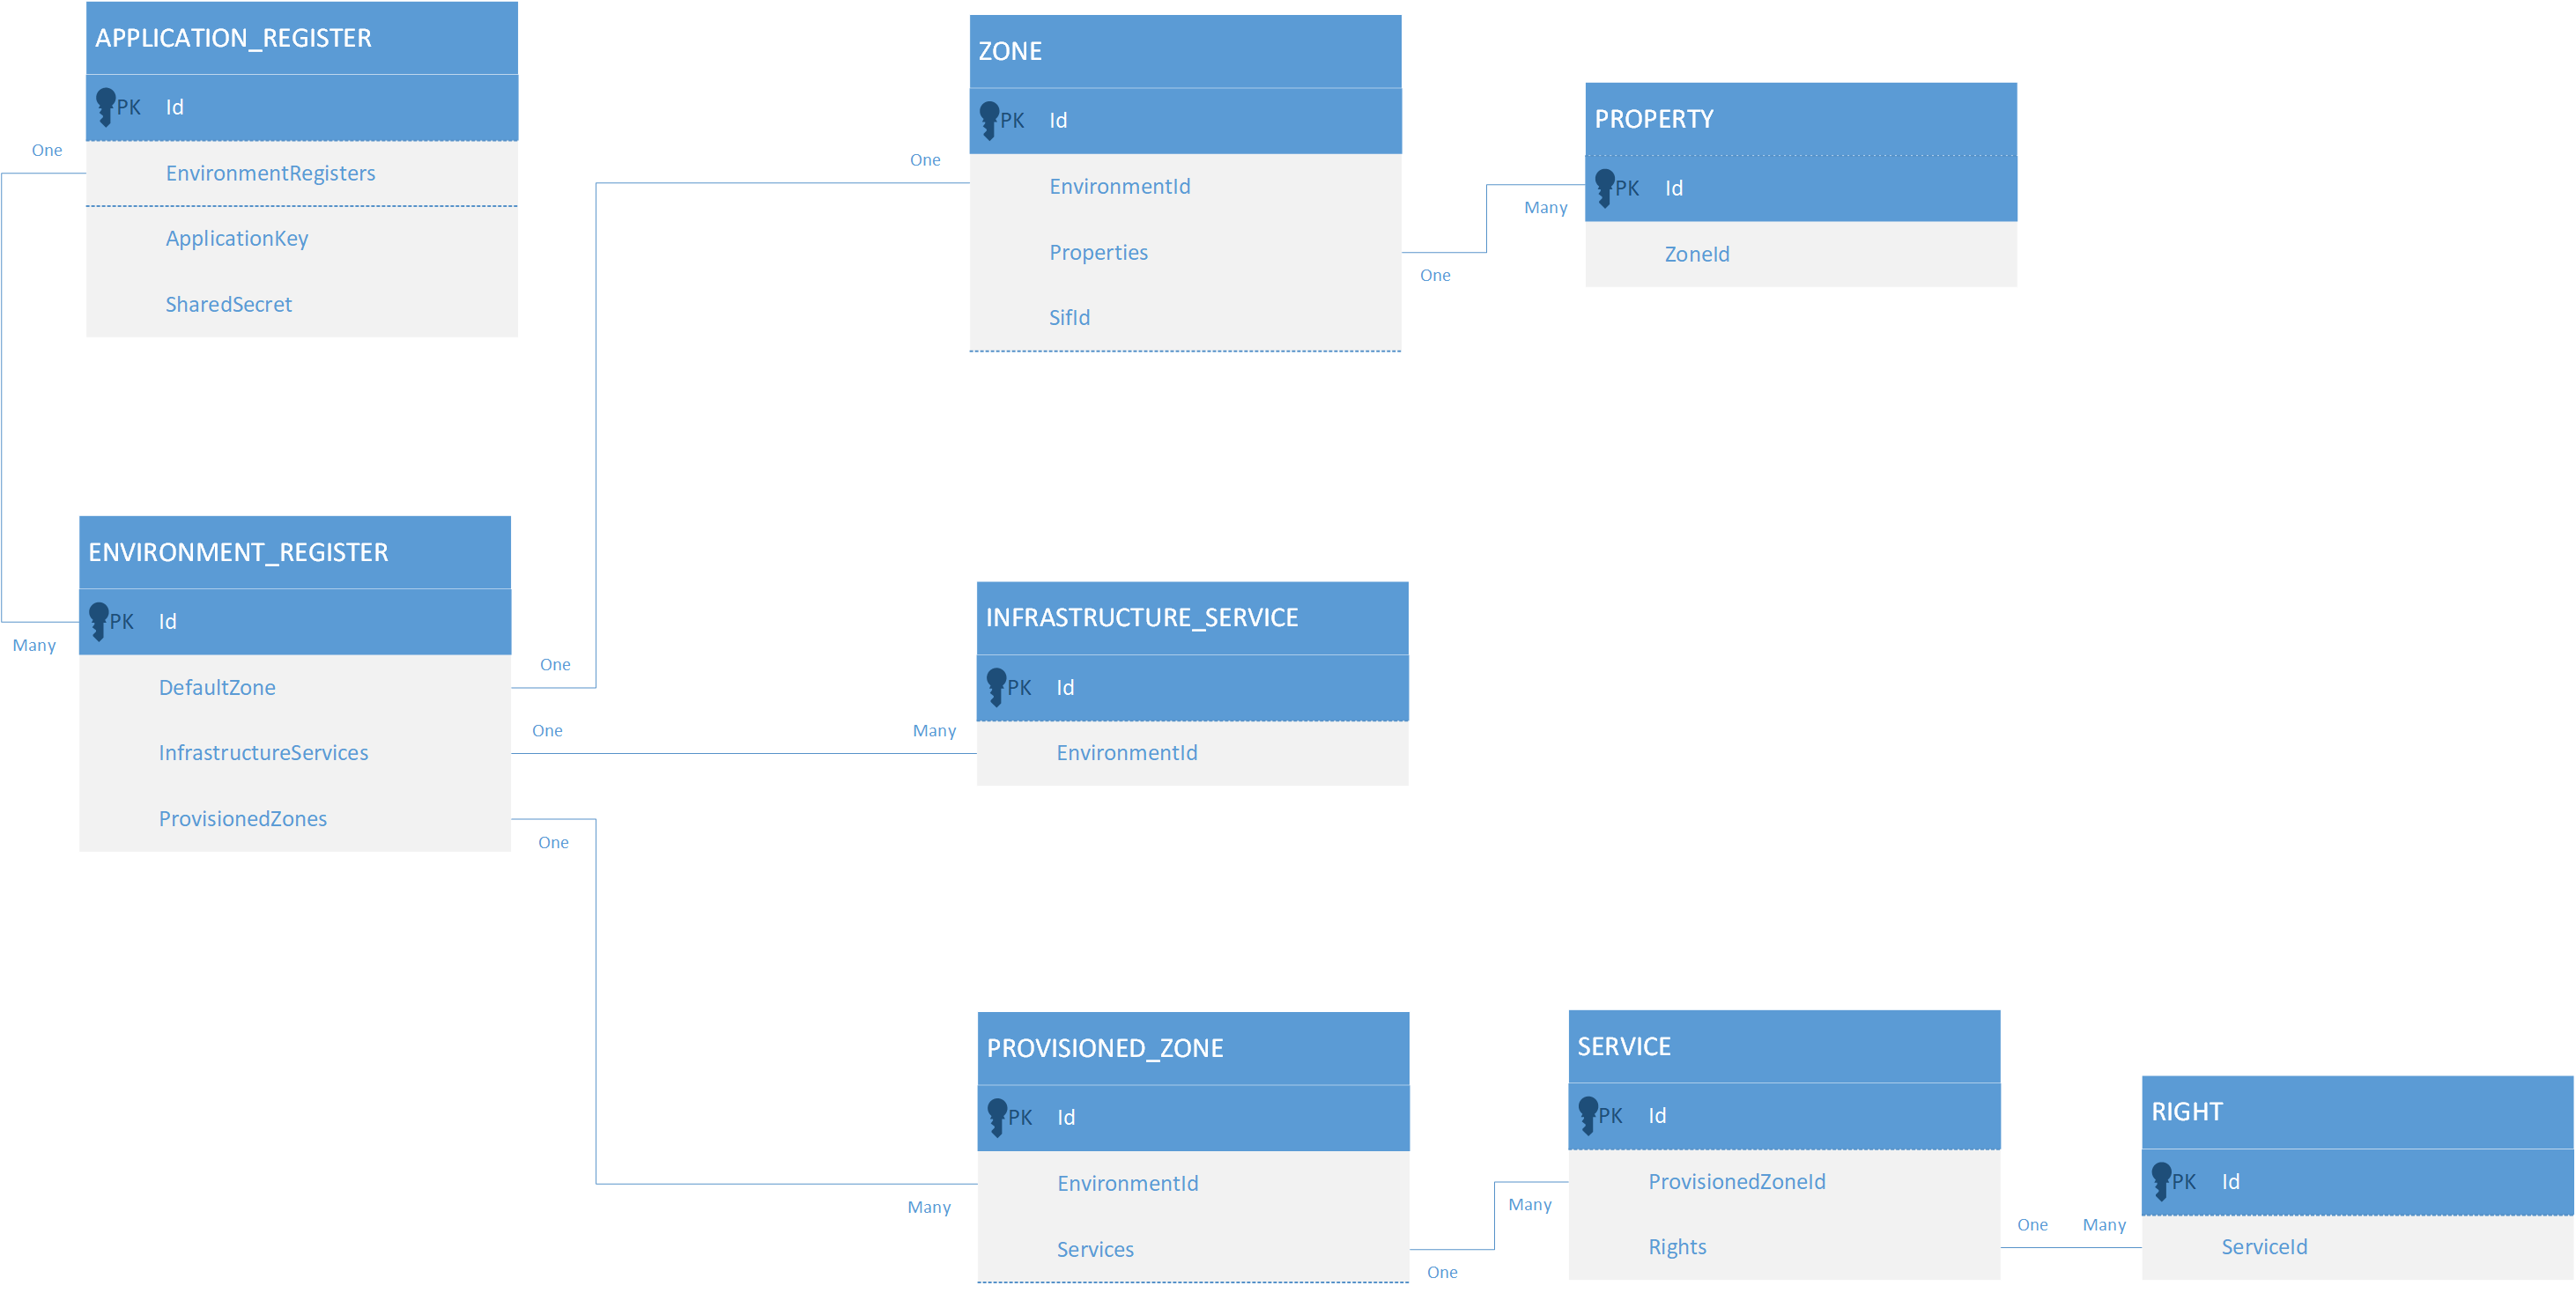 APPLICATION_REGISTER
PK Id
EnvironmentRegisters
ApplicationKey
SharedSecret
One
Many
ENVIRONMENT_REGISTER
PK Id
DefaultZone
InfrastructureServices
ProvisionedZones
One
One
One
One
Many
Many
ZONE
PK Id
EnvironmentId
Properties
SifId
One
Many
PROPERTY
PK Id
ZoneId
INFRASTRUCTURE_SERVICE
PK Id
EnvironmentId
PROVISIONED_ZONE
PK Id
EnvironmentId
Services
One
Many
SERVICE
PK Id
ProvisionedZoneId
Rights
One Many
RIGHT
PK Id
ServiceId